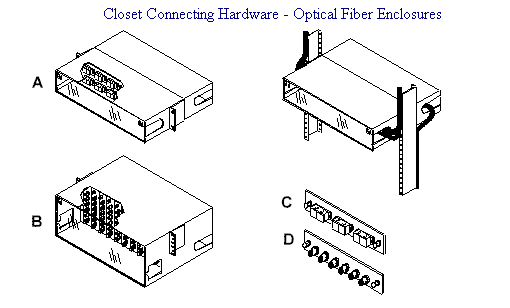 Closet Connecting Hardware - Optical Fiber Enclosures
A
B
C
D